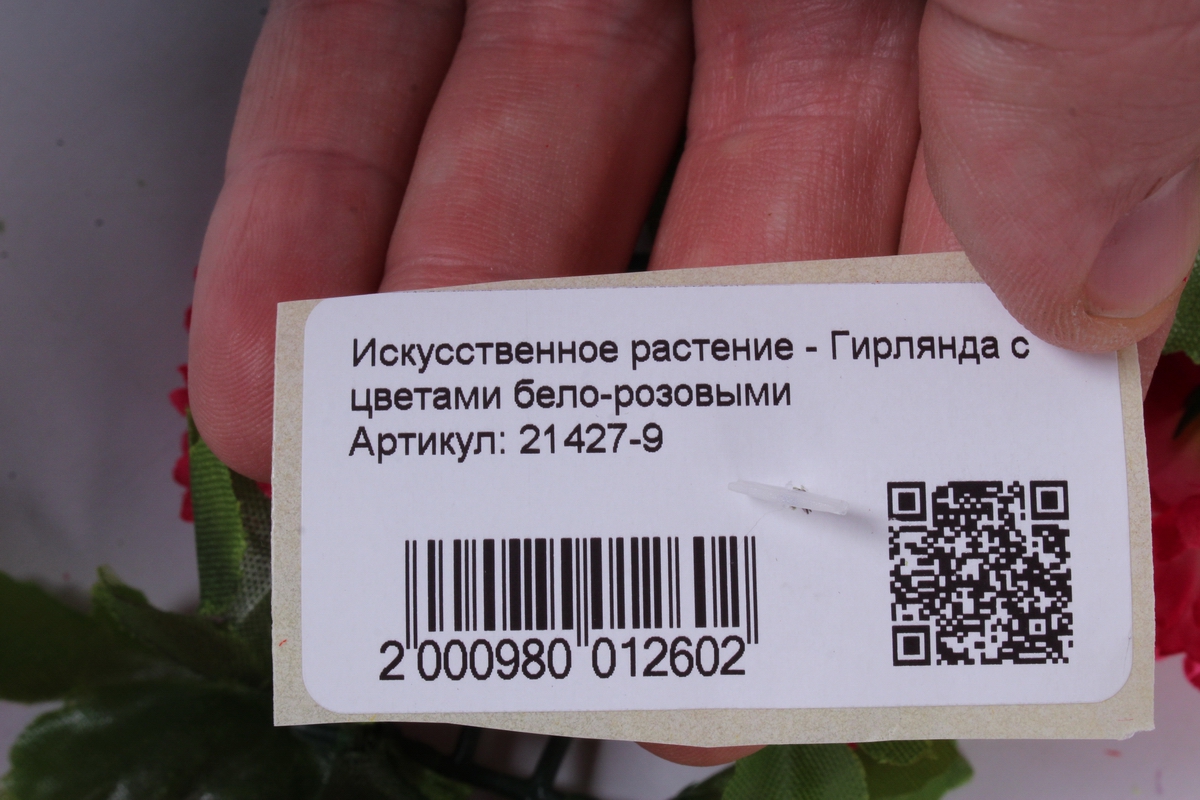 Искусственное растение - Гирлянда с
цветами бело-розовыми
Артикул: 21427-9
2 000980 012602